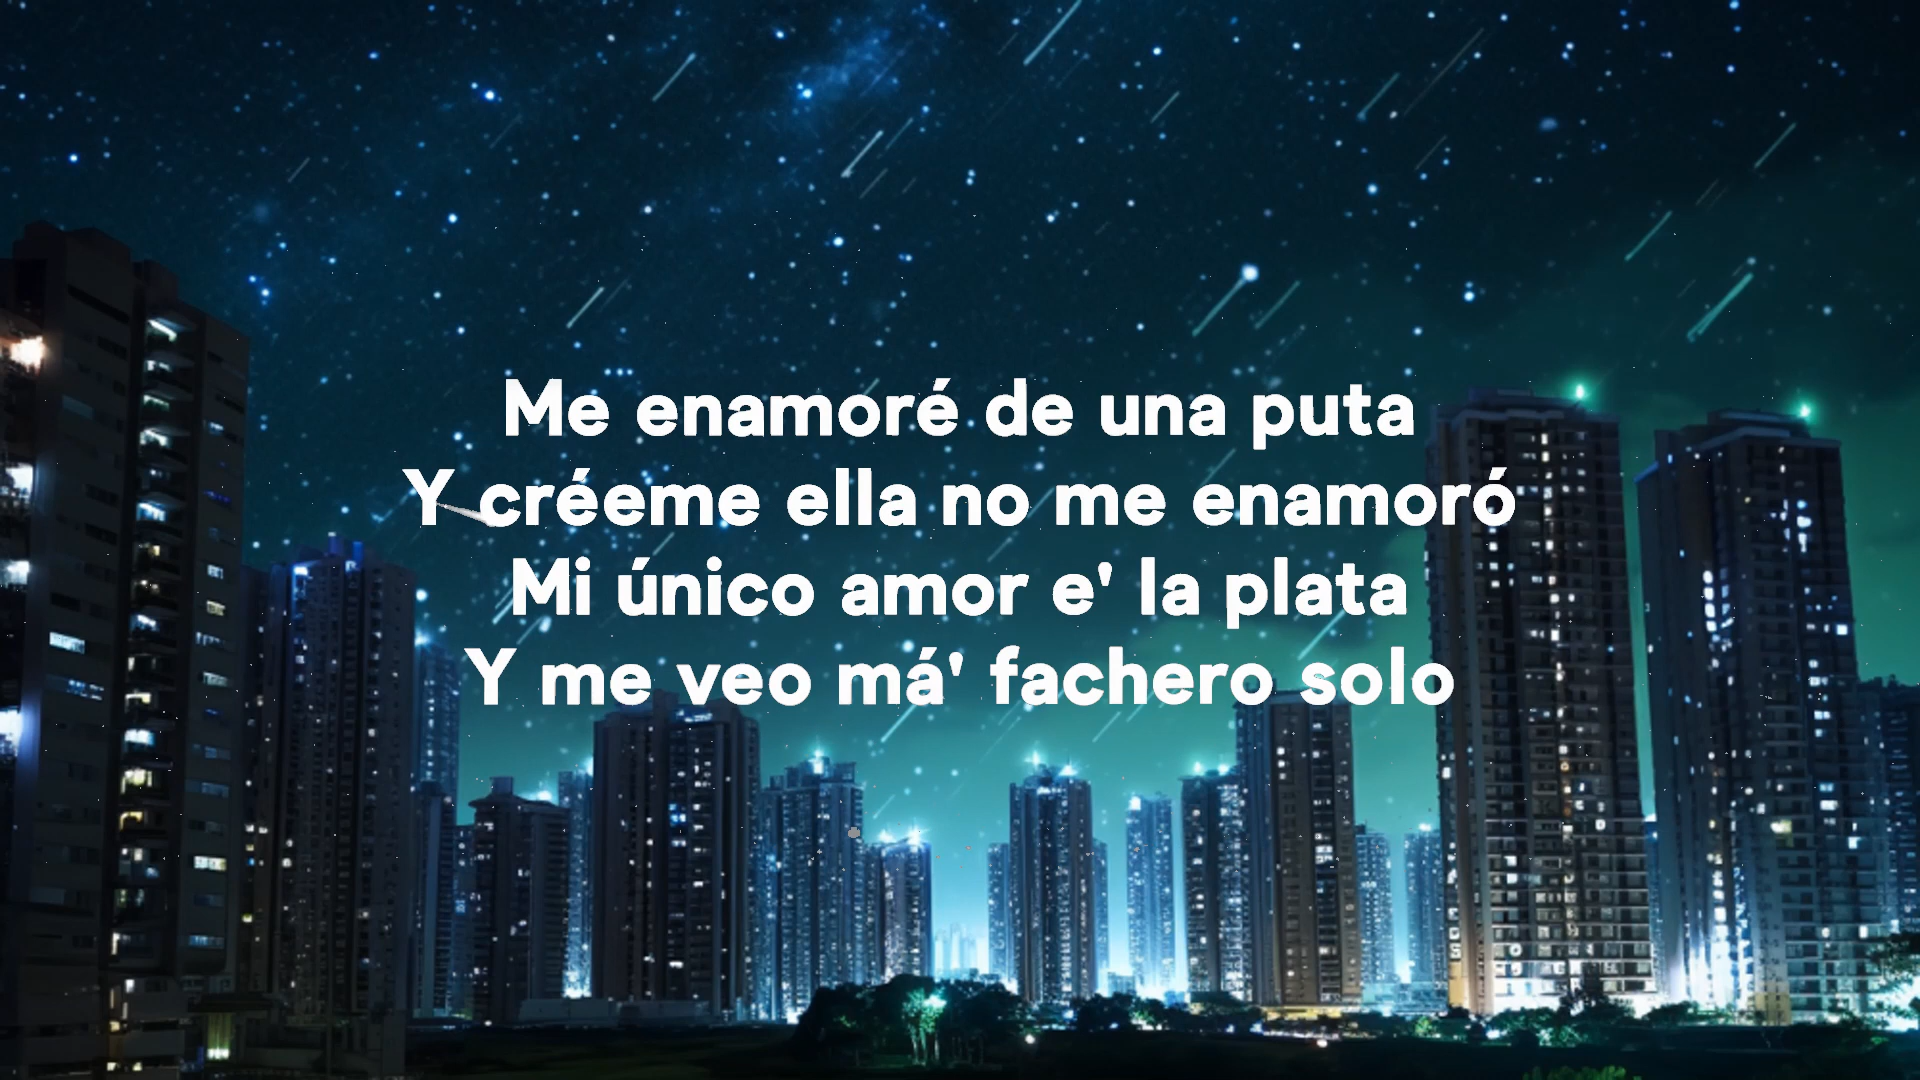 Me enamoré de una puta
Y créeme ella no me enamoró
Mi único amor e' la plata
Y me veo má' fachero solo